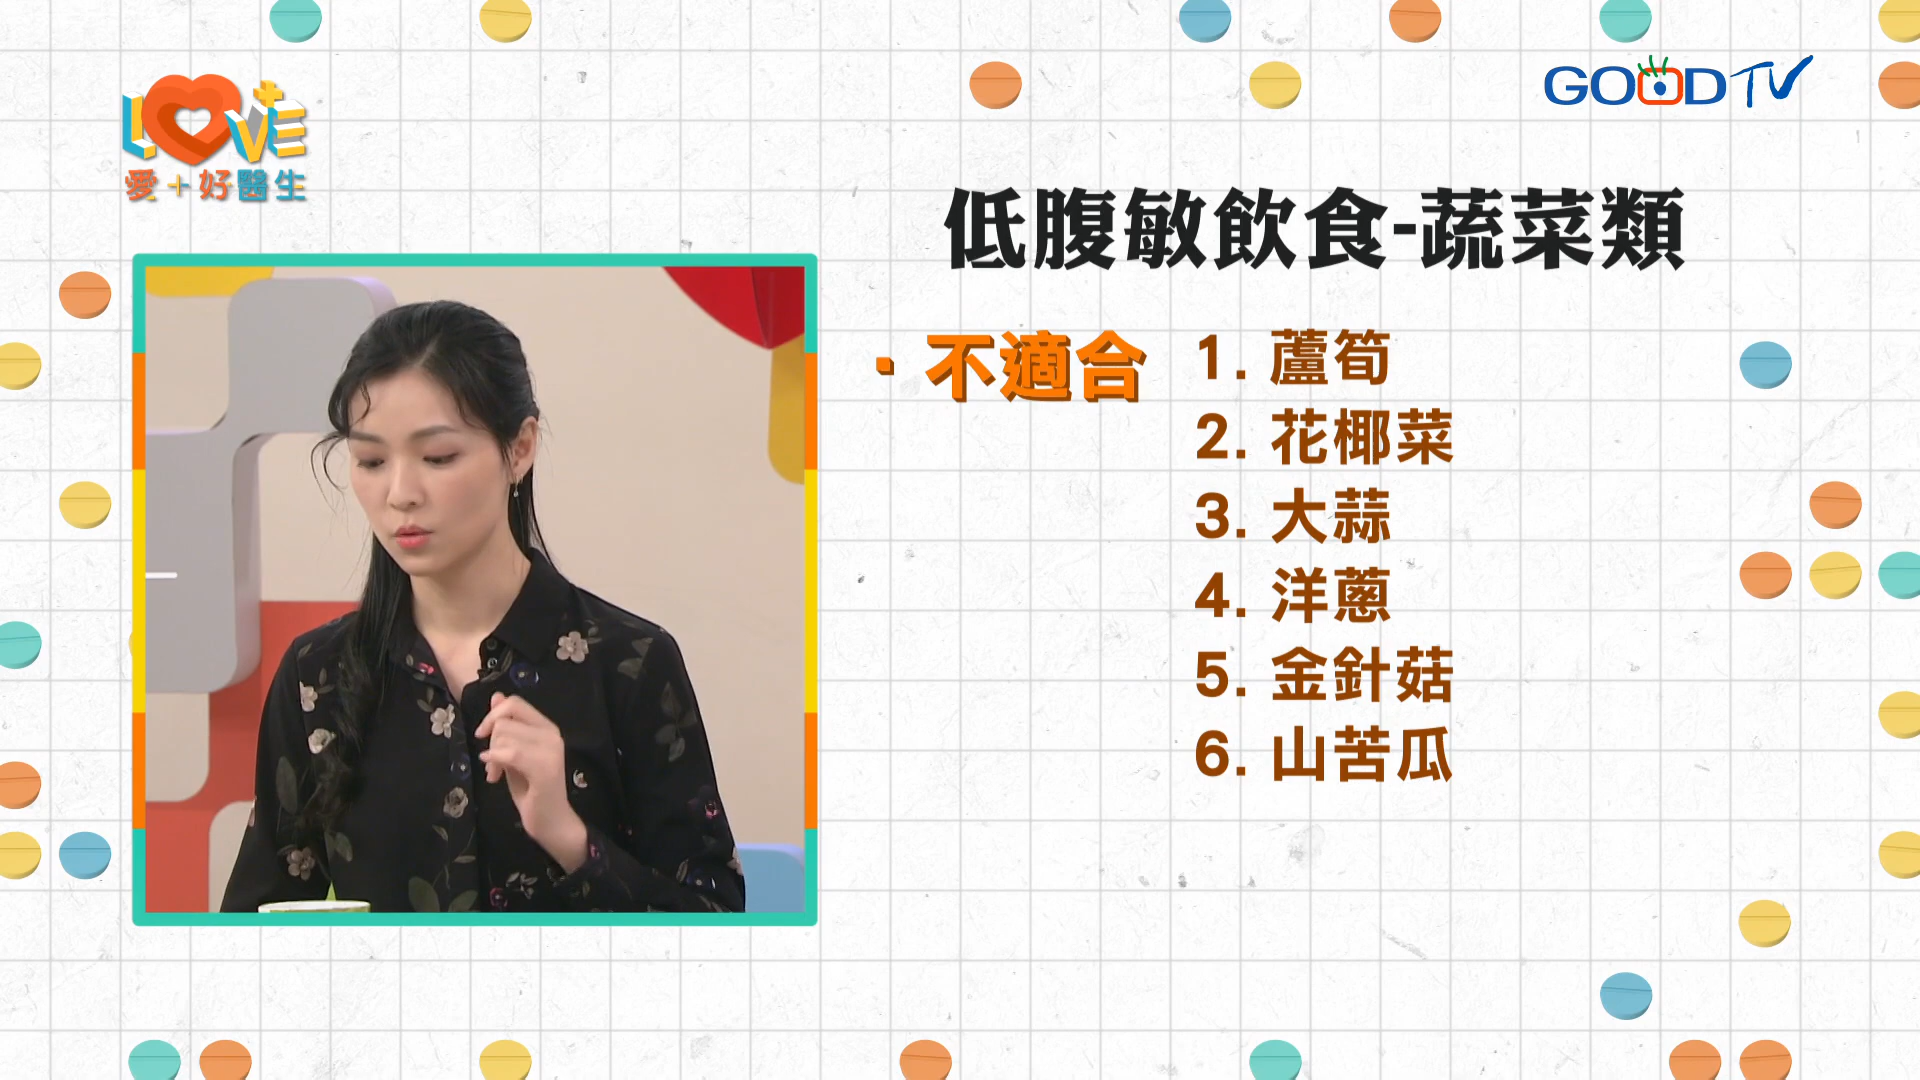 LOVE
愛+好醫生
GOODTV
低腹敏飲食-蔬菜類
·不適合
1. 蘆筍
2. 花椰菜
3. 大蒜
4. 洋蔥
5. 金針菇
6. 山苦瓜